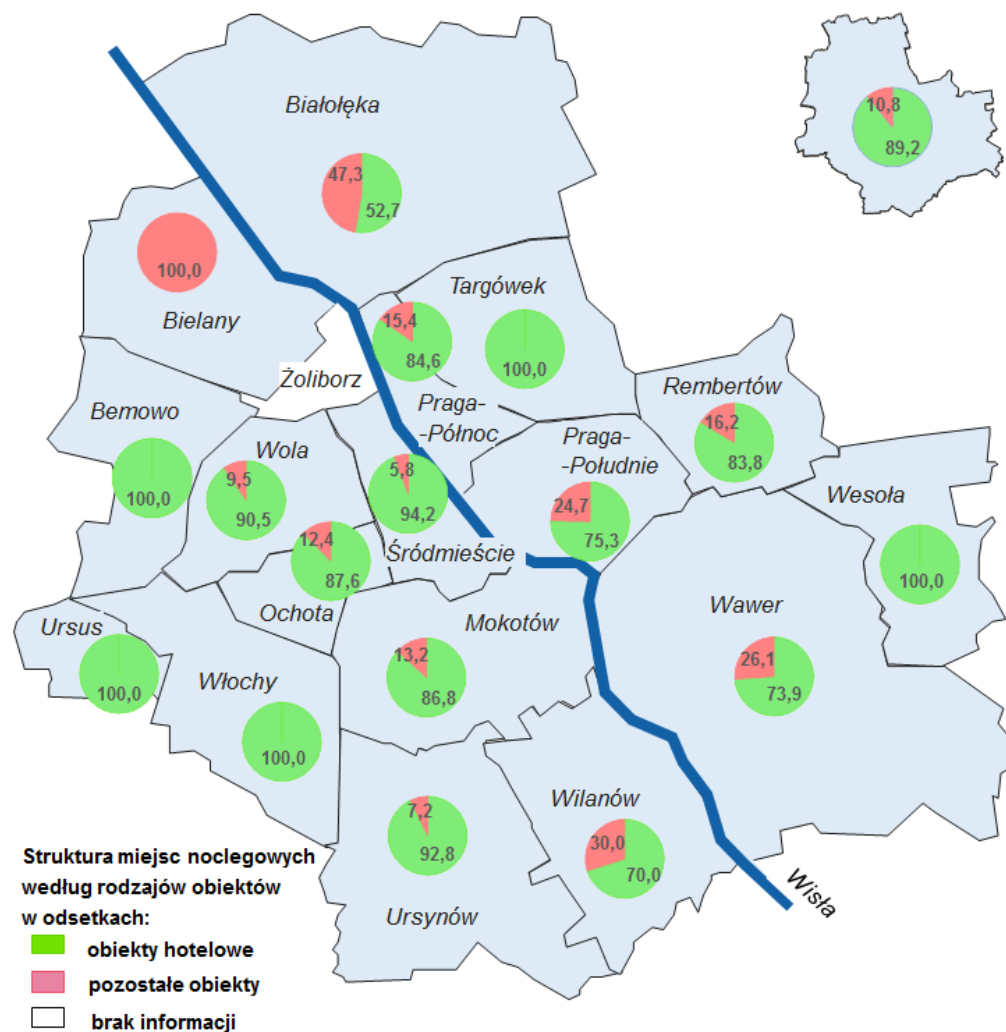 Białołęka
10,8
89,2
47,3
52,7
100,0
Bielany
Targówek
15,4
84,6
100,0
Żoliborz
Rembertów
Bemowo
Praga-
-Północ
16,2
83,8
Wola
Praga-
-Południe
100,0
9,5
90,5
5,8
94,2
24,7
75,3
Wesoła
12,4
87,6
Śródmieście
100,0
Ochota
Wawer
Ursus
Mokotów
100,0
Włochy
13,2
86,8
26,1
73,9
100,0
Wilanów
7,2
92,8
30,0
70,0
Ursynów
Wisła
Struktura miejsc noclegowych
według rodzajów obiektów
w odsetkach:
obiekty hotelowe
pozostałe obiekty
brak informacji